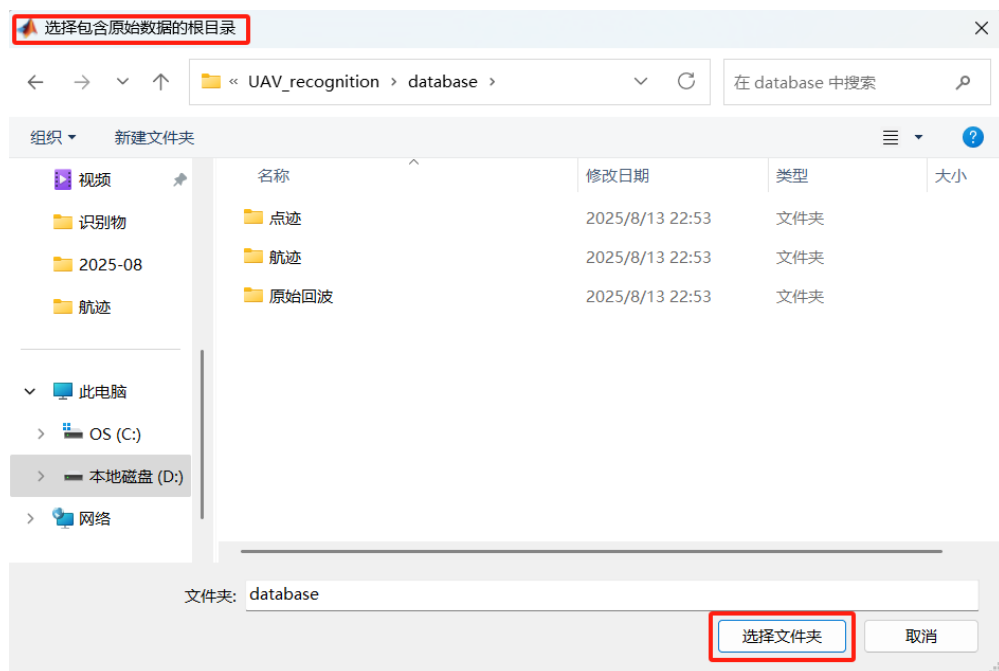 选择包含原始数据的根目录
« UAV_recognition › database ›
在 database 中搜索
组织
新建文件夹
视频
识别物
2025-08
航迹
此电脑
OS (C:)
本地磁盘 (D:)
网络
名称 修改日期 类型 大小
点迹 2025/8/13 22:53 文件夹
航迹 2025/8/13 22:53 文件夹
原始回波 2025/8/13 22:53 文件夹
文件夹: database
选择文件夹 取消